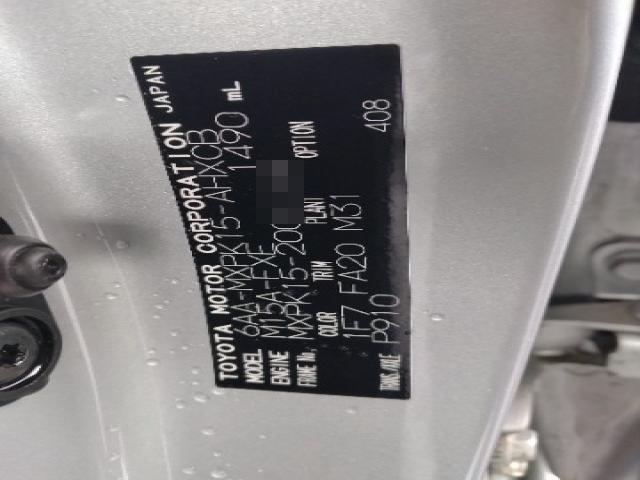 TOYOTA MOTOR CORPORATION JAPAN
MODEL 6AA-MXPK15-AHXCB
ENGINE M15A-FXE 1490 mL
FRAME No. MXPK15-200
COLOR TRIM PLANT OPTION
1F7 FA20 M31 408
TRANS./AXLE P910